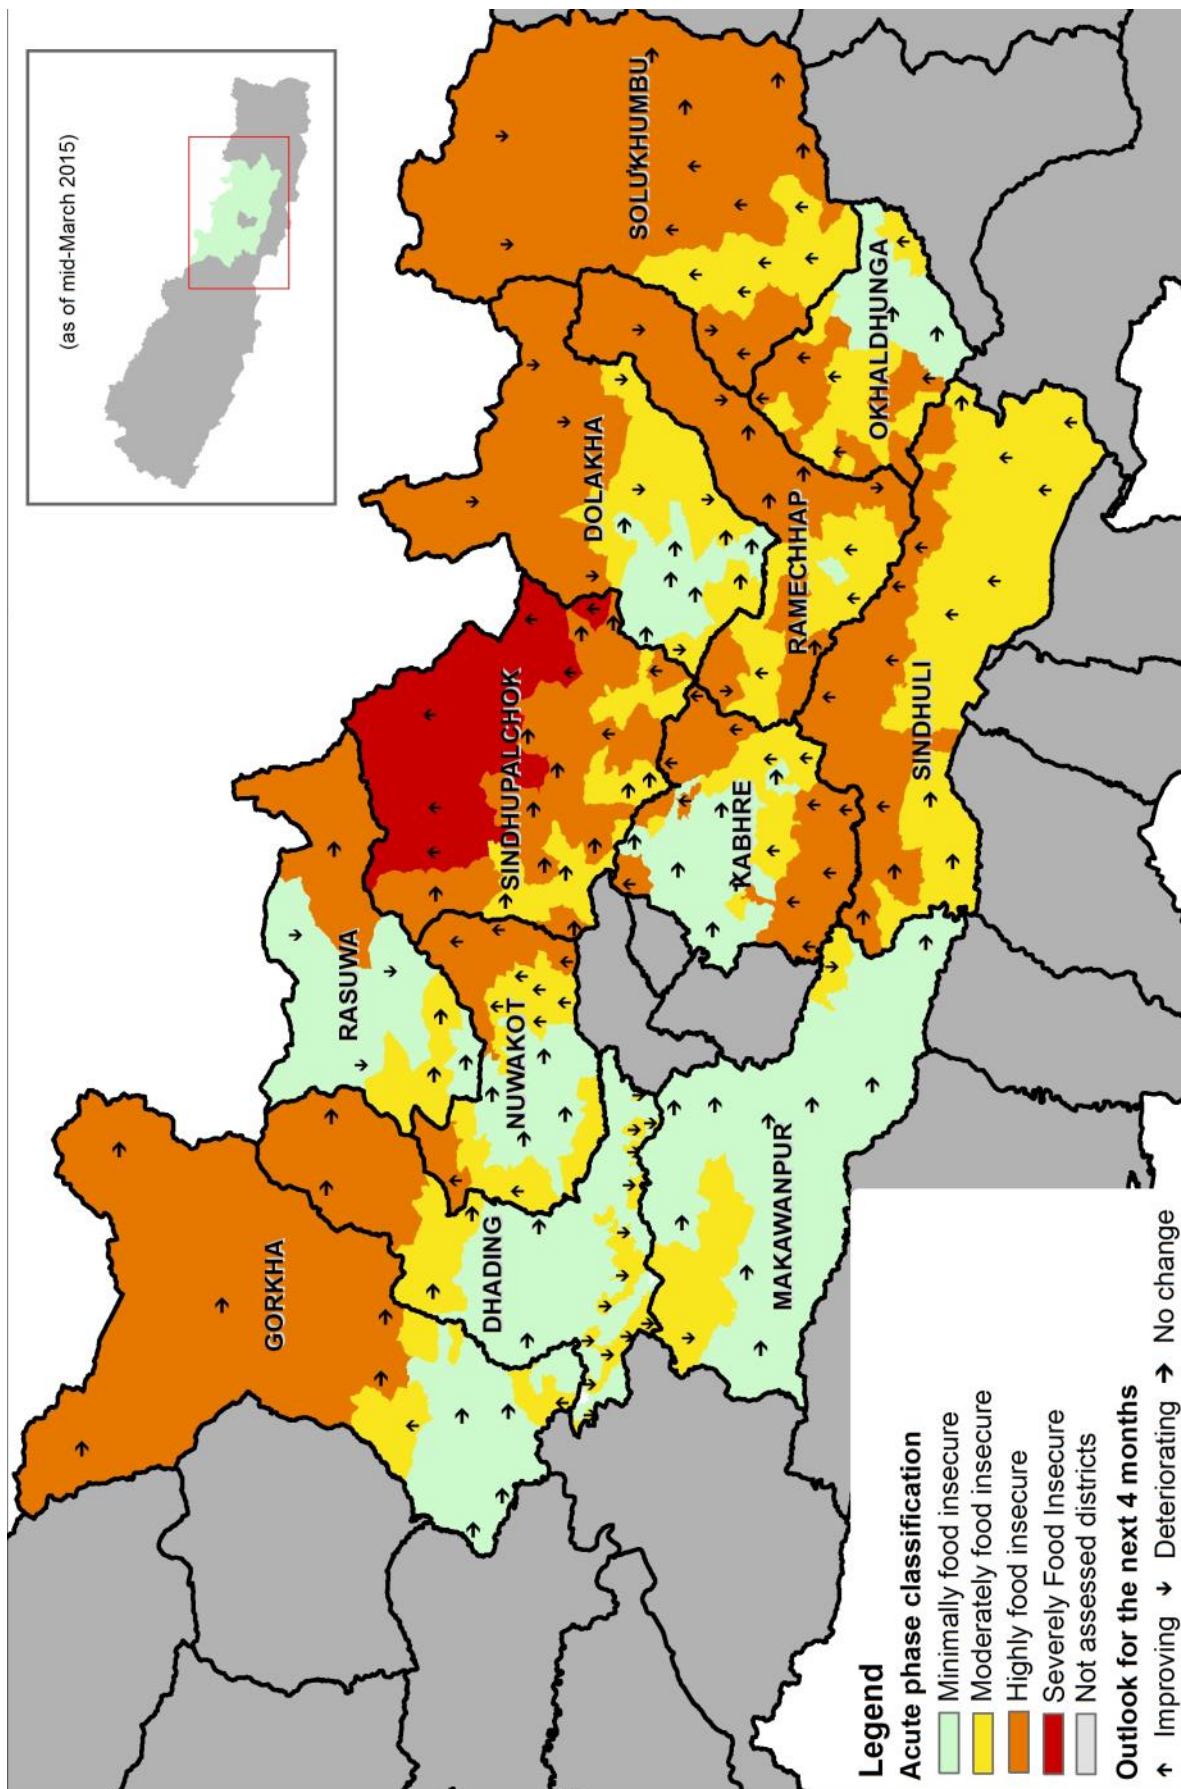 (as of mid-March 2015)
GORKHA
RASUWA
DHADING
NUWAKOT
SINDHUPALCHOK
DOLAKHA
SOLUKHUMBU
MAKAWANPUR
KABHRE
RAMECHHAP
OKHALDHUNGA
SINDHULI
Legend
Acute phase classification
Minimally food insecure
Moderately food insecure
Highly food insecure
Severely Food Insecure
Not assessed districts
Outlook for the next 4 months
Improving Deteriorating No change